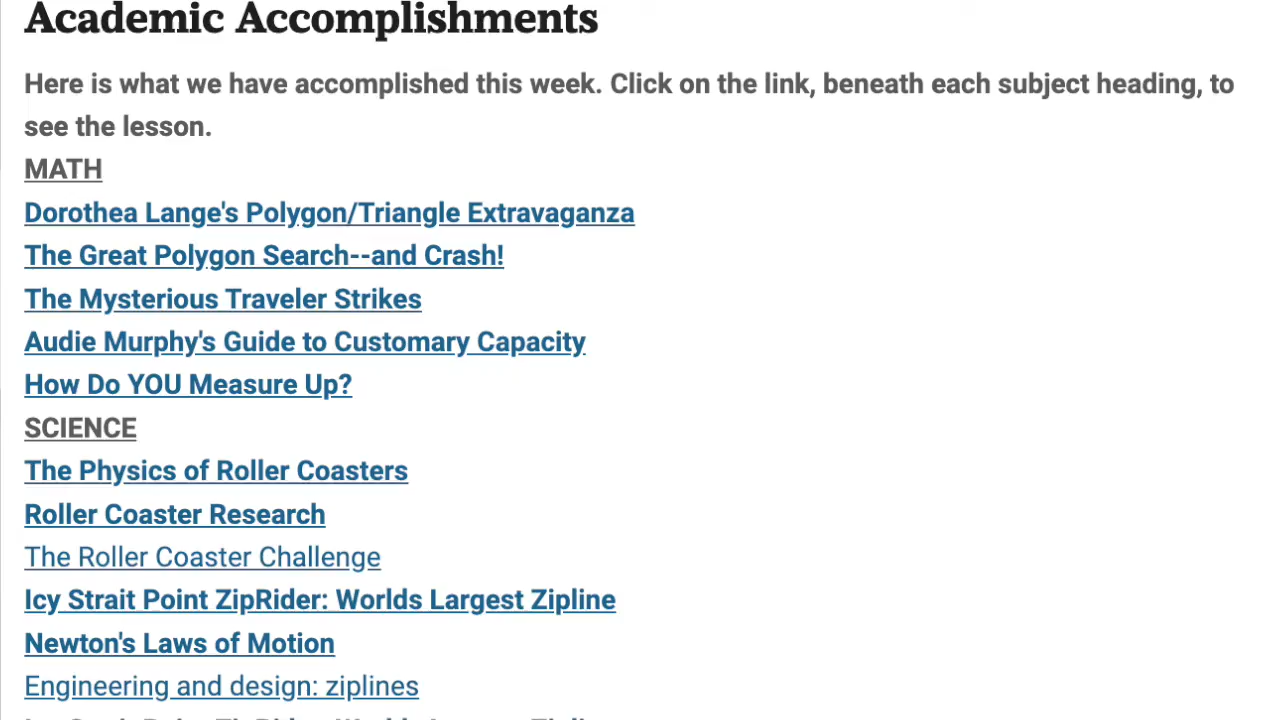 Academic Accomplishments
Here is what we have accomplished this week. Click on the link, beneath each subject heading, to
see the lesson.
MATH
Dorothea Lange's Polygon/Triangle Extravaganza
The Great Polygon Search--and Crash!
The Mysterious Traveler Strikes
Audie Murphy's Guide to Customary Capacity
How Do YOU Measure Up?
SCIENCE
The Physics of Roller Coasters
Roller Coaster Research
The Roller Coaster Challenge
Icy Strait Point ZipRider: Worlds Largest Zipline
Newton's Laws of Motion
Engineering and design: ziplines